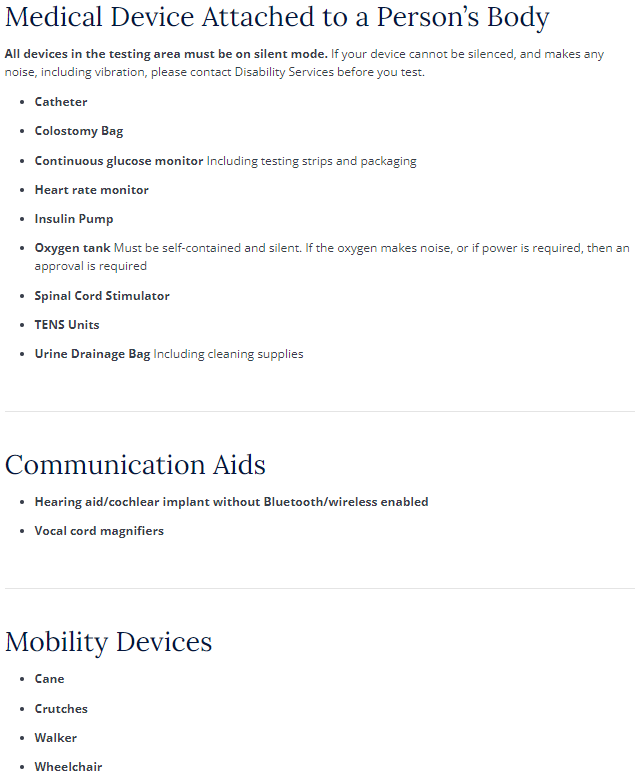 Medical Device Attached to a Person’s Body
All devices in the testing area must be on silent mode. If your device cannot be silenced, and makes any
noise, including vibration, please contact Disability Services before you test.
• Catheter
• Colostomy Bag
• Continuous glucose monitor Including testing strips and packaging
• Heart rate monitor
• Insulin Pump
• Oxygen tank Must be self-contained and silent. If the oxygen makes noise, or if power is required, then an
approval is required
• Spinal Cord Stimulator
• TENS Units
• Urine Drainage Bag Including cleaning supplies
Communication Aids
• Hearing aid/cochlear implant without Bluetooth/wireless enabled
• Vocal cord magnifiers
Mobility Devices
• Cane
• Crutches
• Walker
• Wheelchair